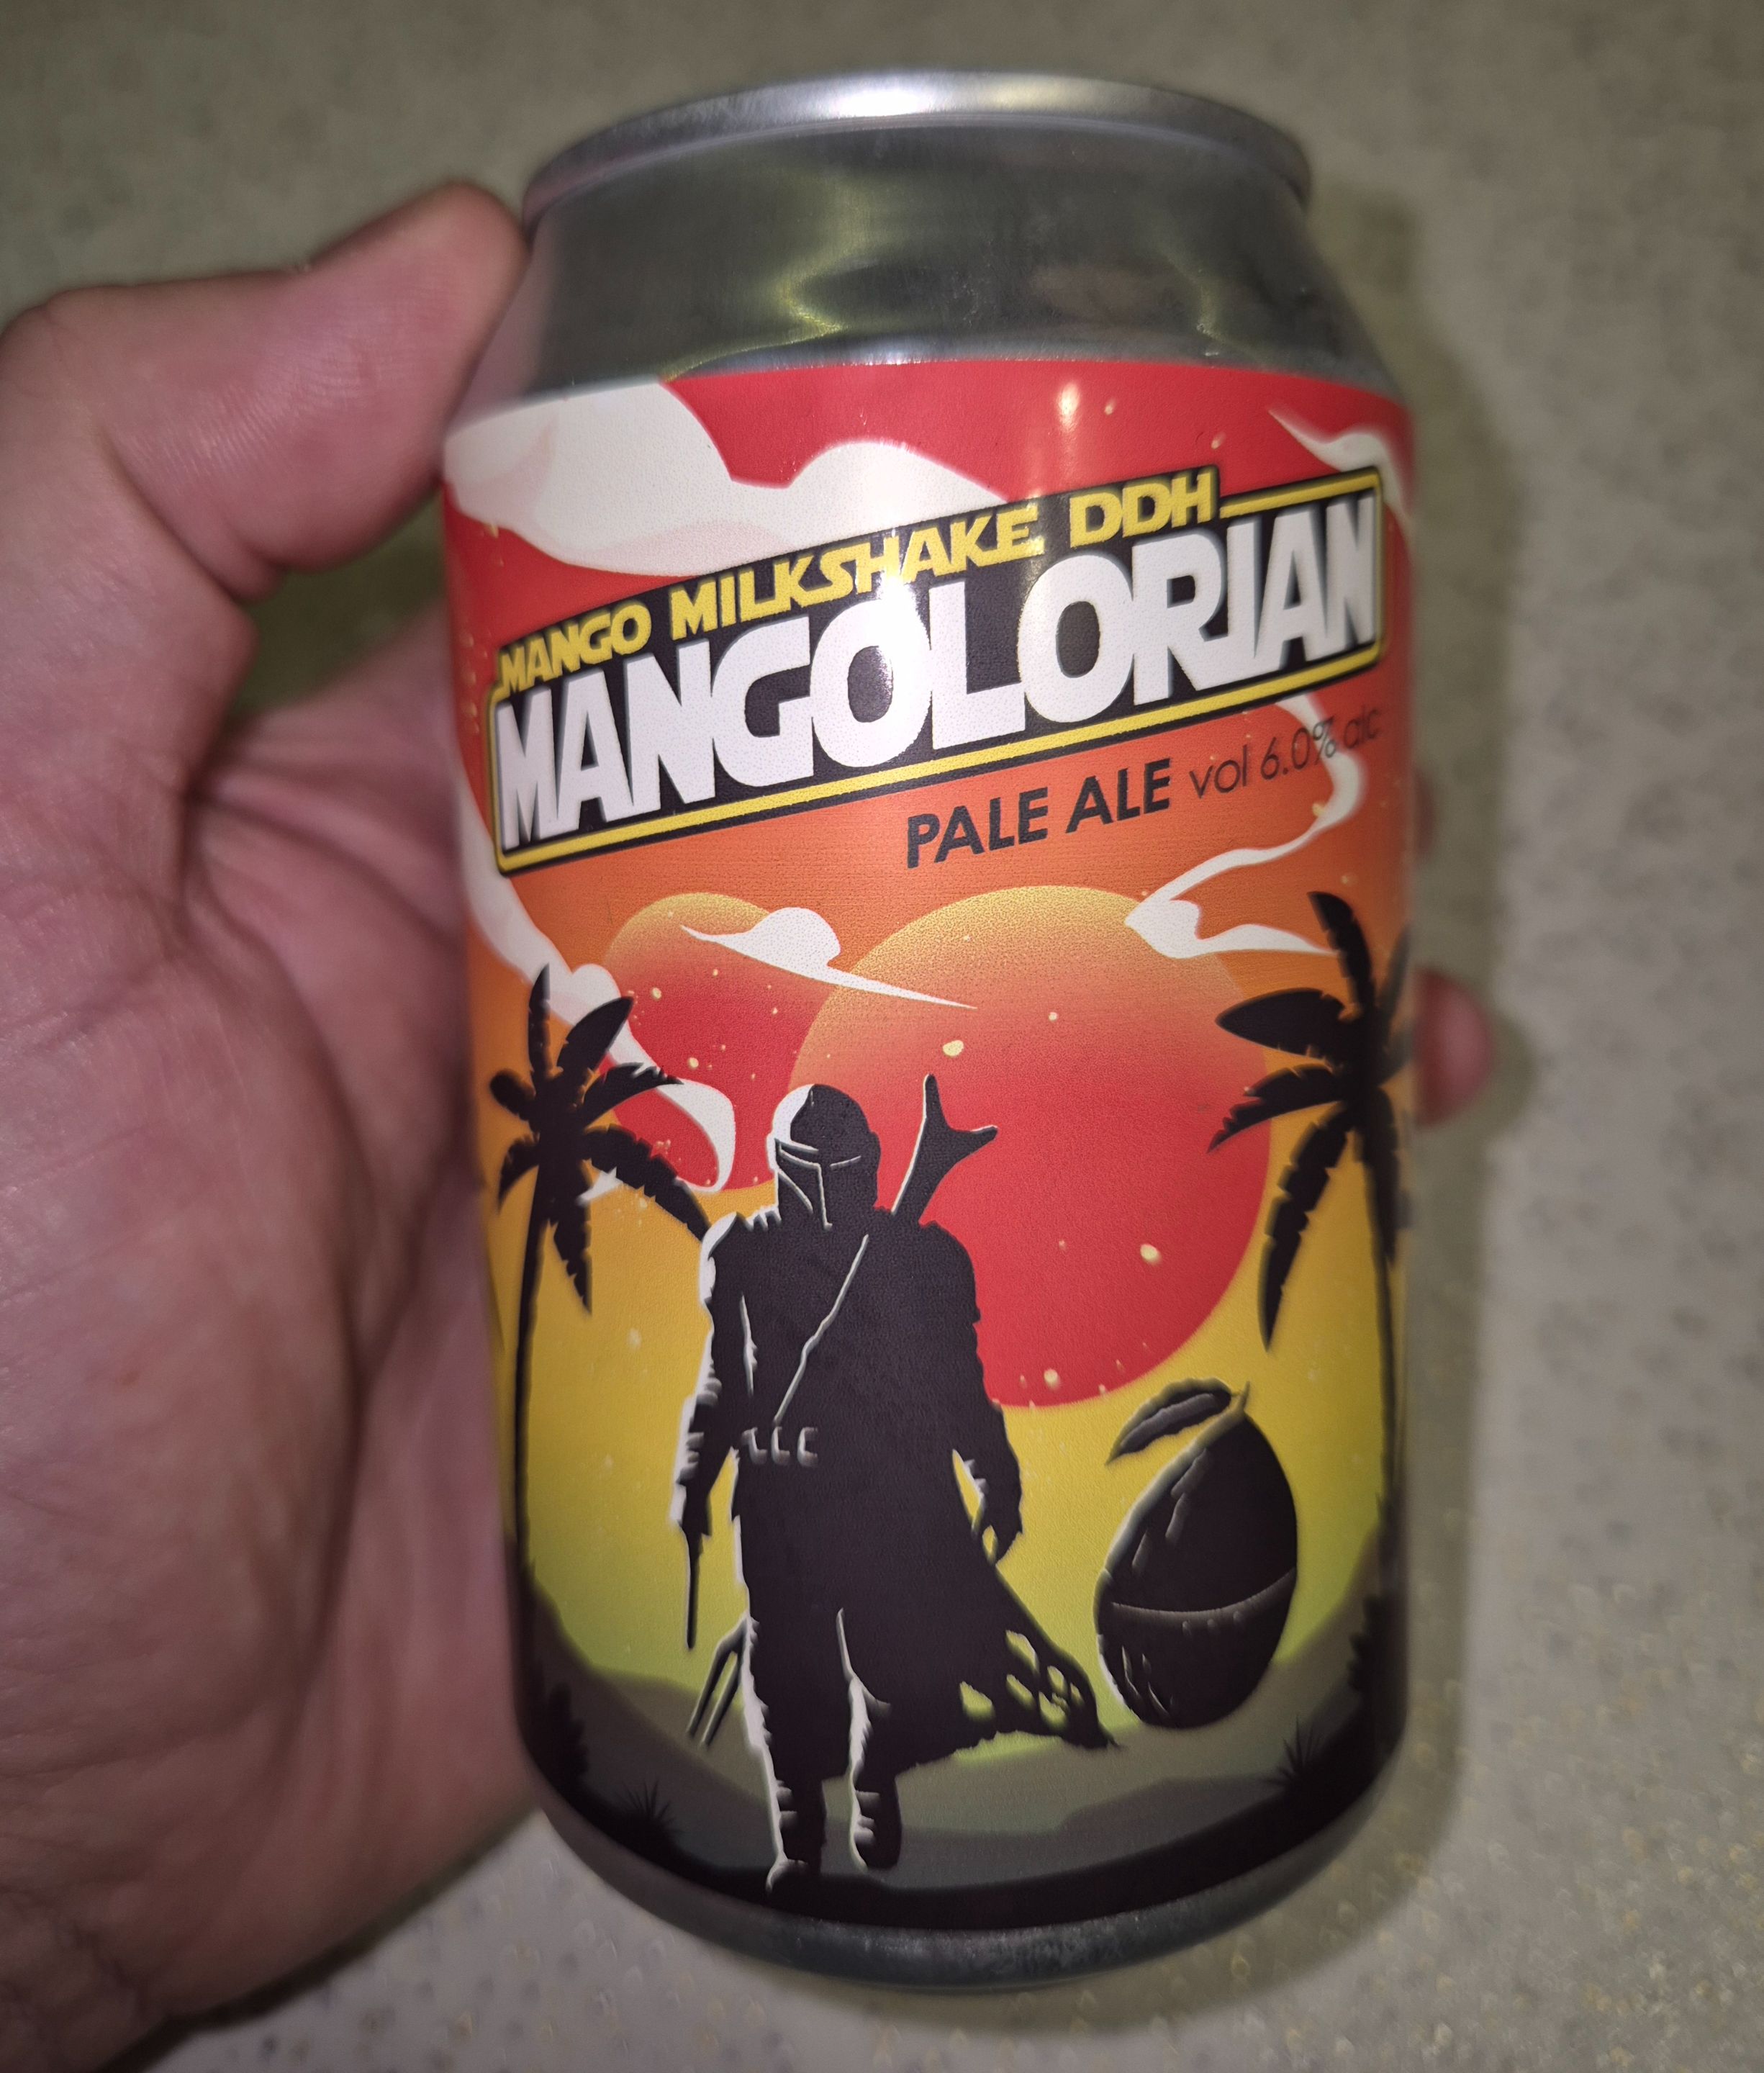 MANGO MILKSHAKE DDH
MANGOLORIAN
PALE ALE vol 6.0% alc